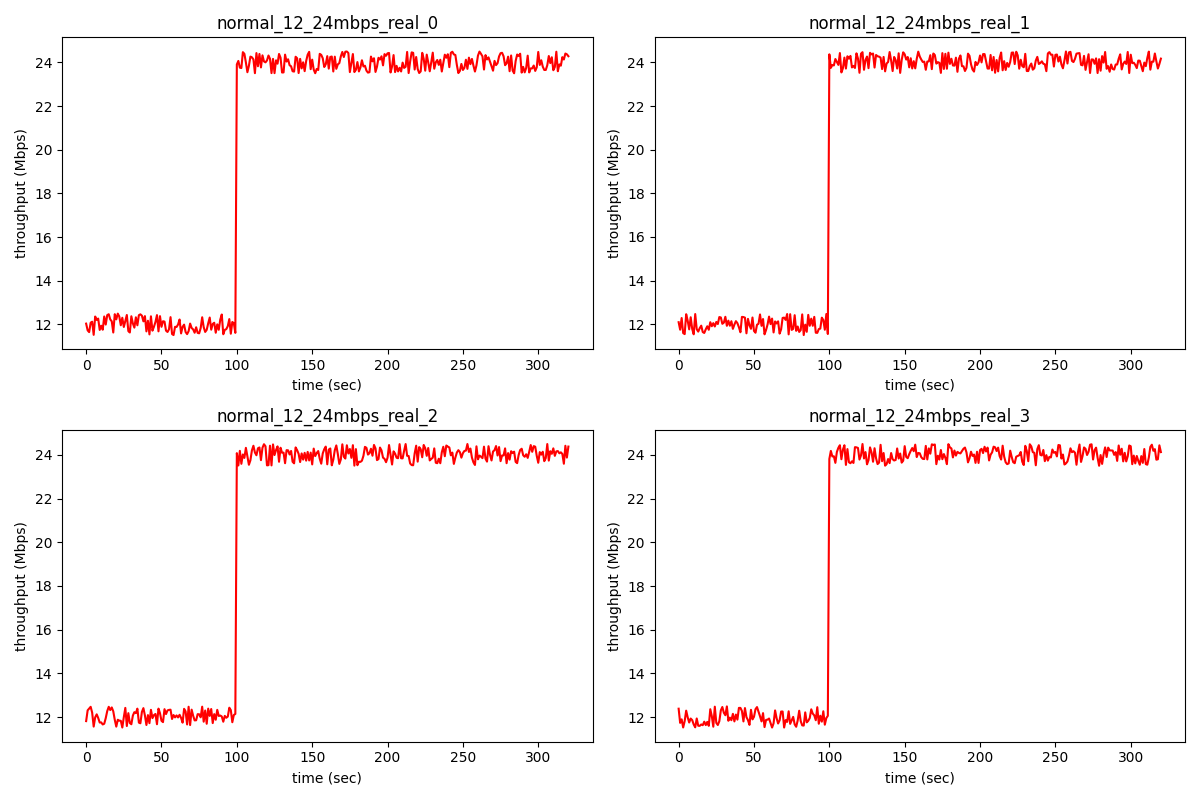 normal_12_24mbps_real_0
throughput (Mbps)
24
22
20
18
16
14
12
0 50 100 150 200 250 300
time (sec)
normal_12_24mbps_real_1
throughput (Mbps)
24
22
20
18
16
14
12
0 50 100 150 200 250 300
time (sec)
normal_12_24mbps_real_2
throughput (Mbps)
24
22
20
18
16
14
12
0 50 100 150 200 250 300
time (sec)
normal_12_24mbps_real_3
throughput (Mbps)
24
22
20
18
16
14
12
0 50 100 150 200 250 300
time (sec)